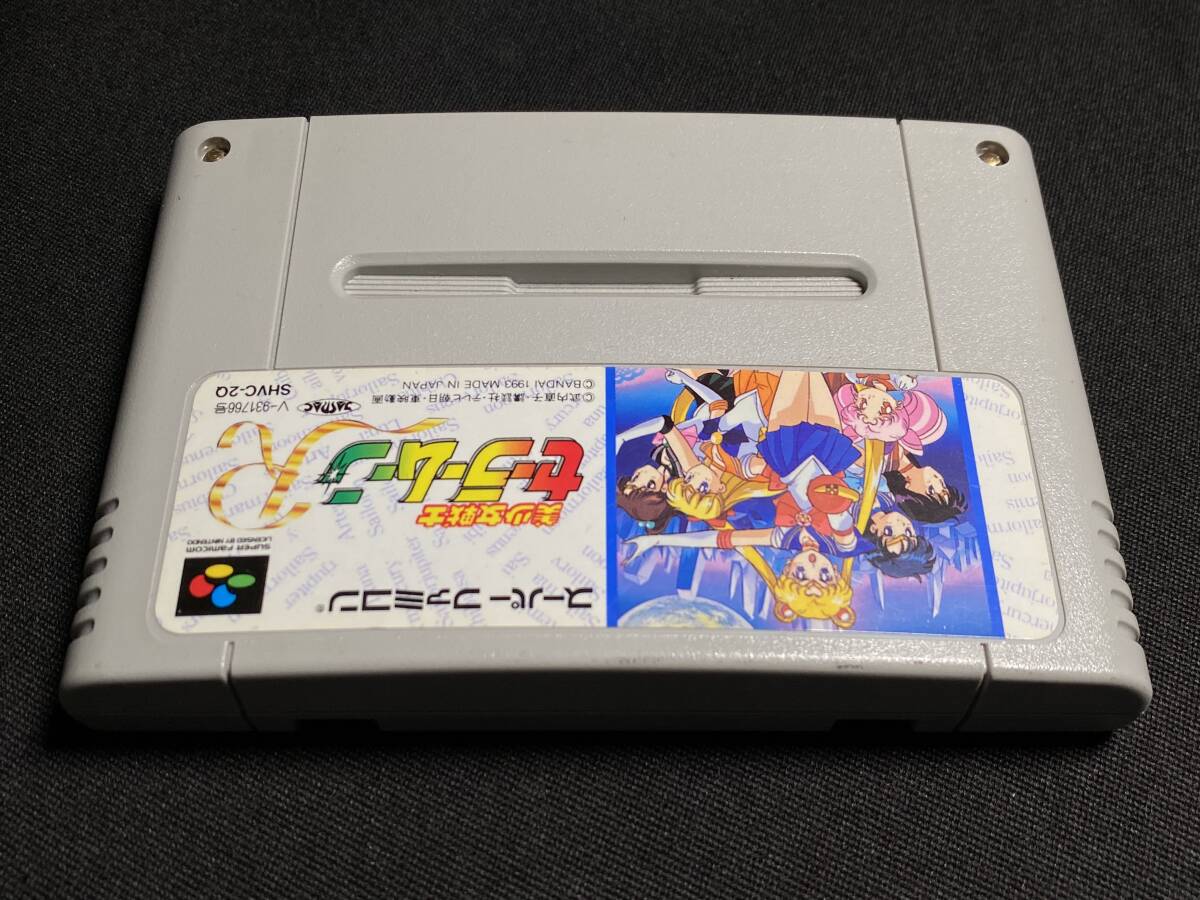 スーパーファミコン®
SUPER FAMICOM
LICENSED BY NINTENDO
美少女戦士
セーラームーン
R
©武内直子・講談社・テレビ朝日・東映動画
©BANDAI 1993 MADE IN JAPAN
JASRAC
V-931766号
SHVC-2Q